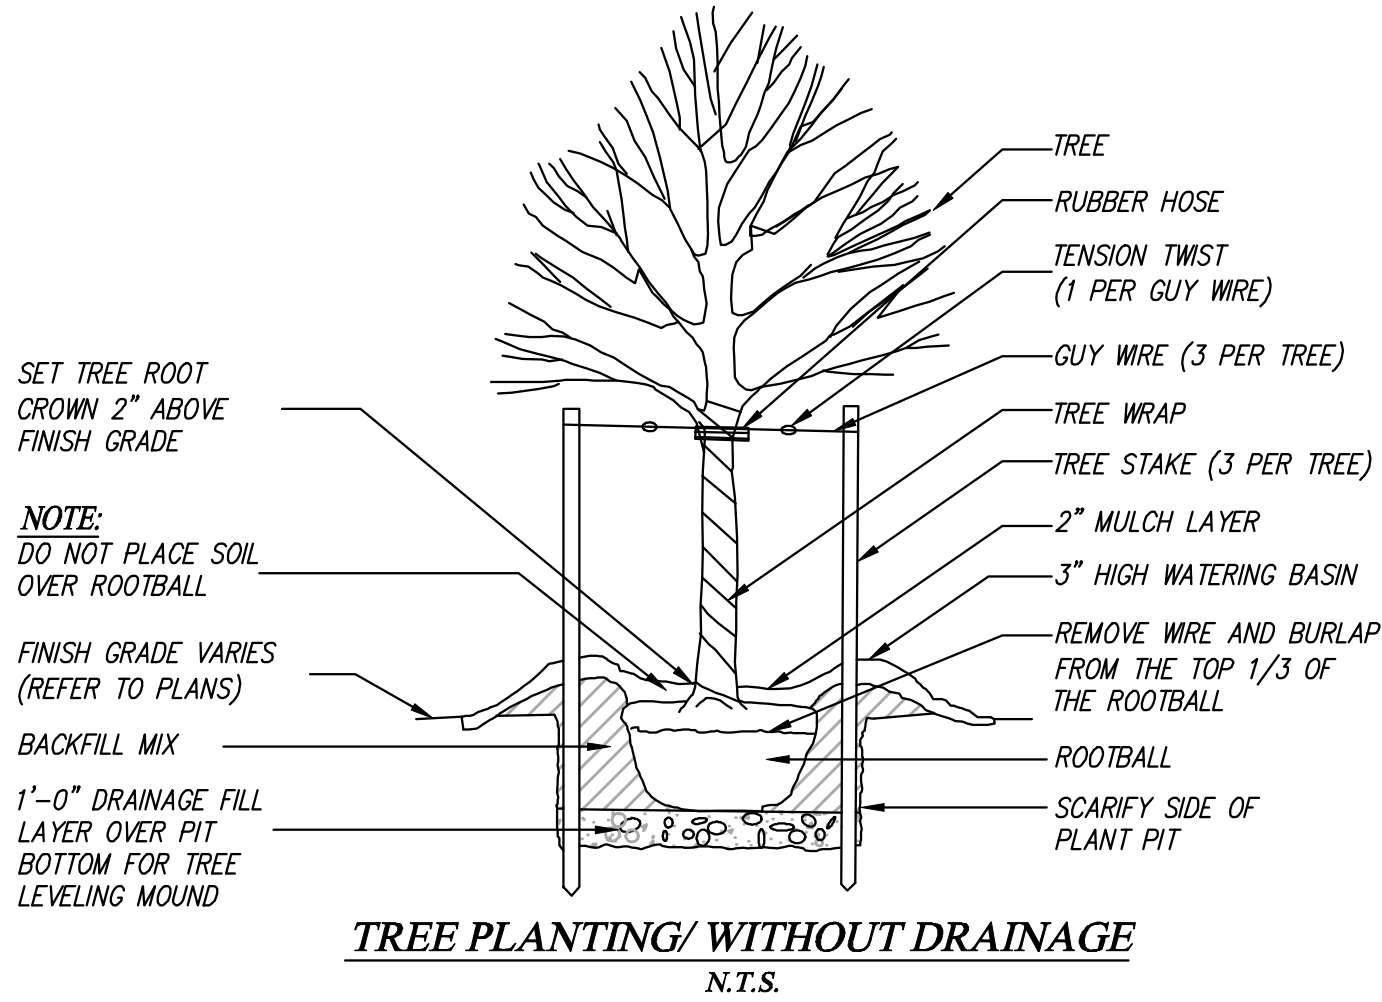 TREE
RUBBER HOSE
TENSION TWIST
(1 PER GUY WIRE)
GUY WIRE (3 PER TREE)
TREE WRAP
TREE STAKE (3 PER TREE)
2" MULCH LAYER
3" HIGH WATERING BASIN
REMOVE WIRE AND BURLAP
FROM THE TOP 1/3 OF
THE ROOTBALL
ROOTBALL
SCARIFY SIDE OF
PLANT PIT
SET TREE ROOT
CROWN 2" ABOVE
FINISH GRADE
NOTE:
DO NOT PLACE SOIL
OVER ROOTBALL
FINISH GRADE VARIES
(REFER TO PLANS)
BACKFILL MIX
1'-0" DRAINAGE FILL
LAYER OVER PIT
BOTTOM FOR TREE
LEVELING MOUND
TREE PLANTING/ WITHOUT DRAINAGE
N.T.S.